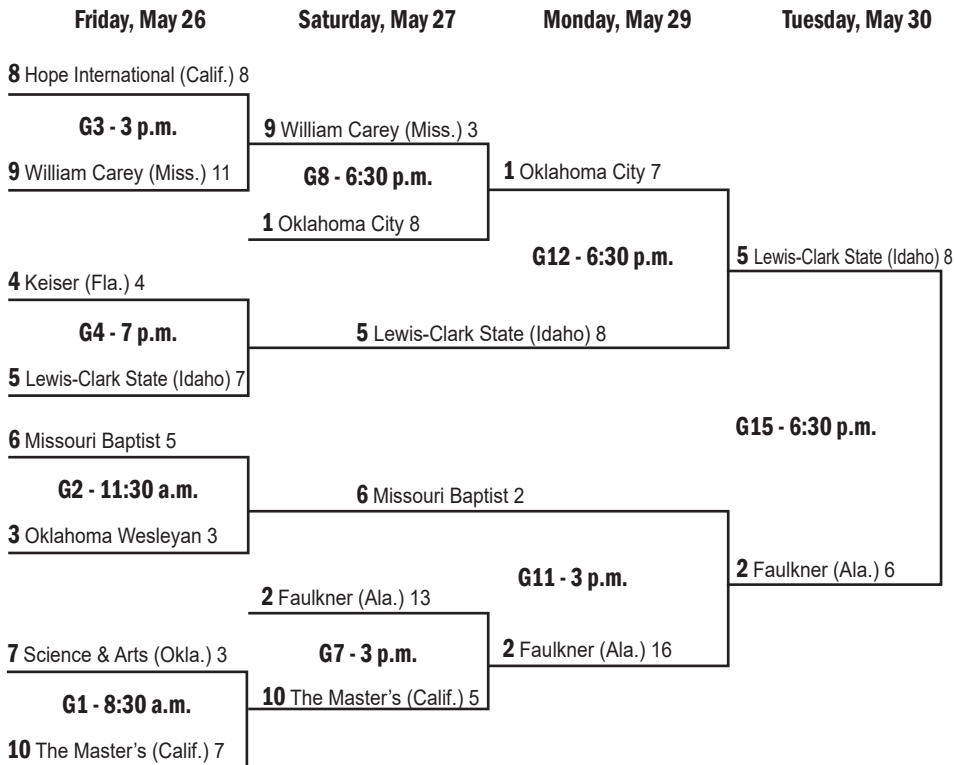 Friday, May 26
Saturday, May 27
Monday, May 29
Tuesday, May 30
8 Hope International (Calif.) 8
G3 - 3 p.m.
9 William Carey (Miss.) 11
9 William Carey (Miss.) 3
G8 - 6:30 p.m.
1 Oklahoma City 8
1 Oklahoma City 7
G12 - 6:30 p.m.
5 Lewis-Clark State (Idaho) 8
4 Keiser (Fla.) 4
G4 - 7 p.m.
5 Lewis-Clark State (Idaho) 7
5 Lewis-Clark State (Idaho) 8
G15 - 6:30 p.m.
6 Missouri Baptist 5
G2 - 11:30 a.m.
3 Oklahoma Wesleyan 3
6 Missouri Baptist 2
G11 - 3 p.m.
2 Faulkner (Ala.) 6
2 Faulkner (Ala.) 13
G7 - 3 p.m.
10 The Master’s (Calif.) 5
2 Faulkner (Ala.) 16
7 Science & Arts (Okla.) 3
G1 - 8:30 a.m.
10 The Master’s (Calif.) 7